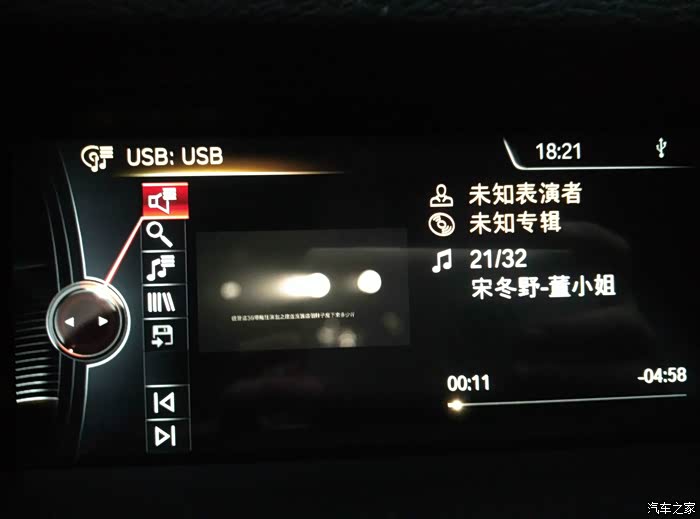 USB: USB
18:21
未知表演者
未知专辑
21/32
宋冬野-董小姐
00:11
-04:58
汽车之家